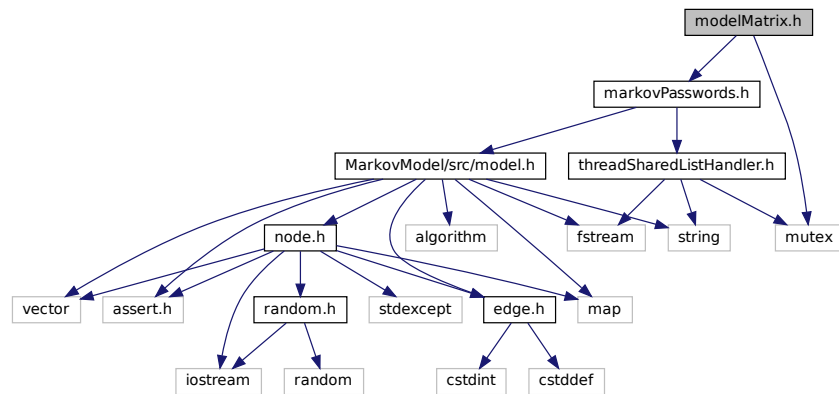 modelMatrix.h
markovPasswords.h
MarkovModel/src/model.h
threadSharedListHandler.h
node.h
algorithm
fstream
string
mutex
vector
assert.h
random.h
stdexcept
edge.h
map
iostream
random
cstdint
cstddef